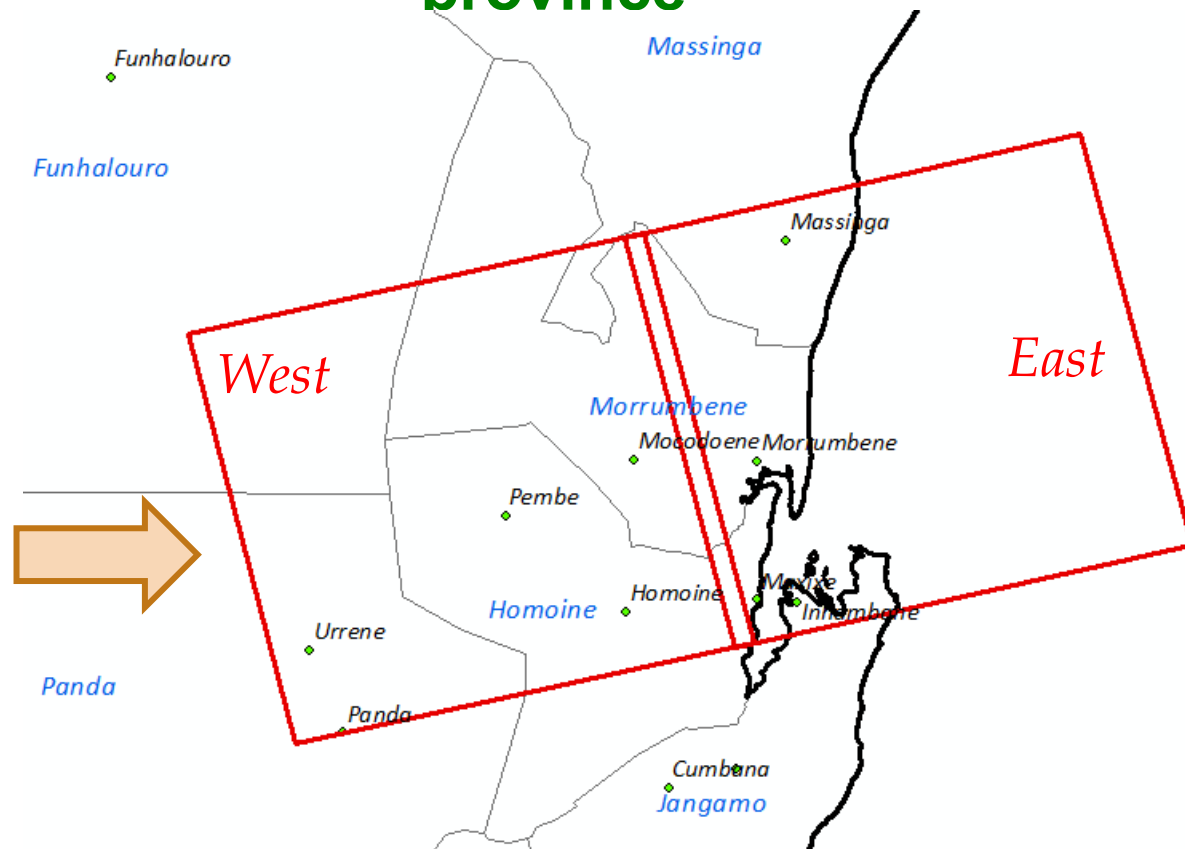 province
Massinga
Funhalouro
Funhalouro
Massinga
West
East
Morrumbene
Mocodoene
Morrumbene
Pembe
Maxixe
Homoine
Homoine
Inhambane
Urrene
Panda
Panda
Cumbana
Jangamo